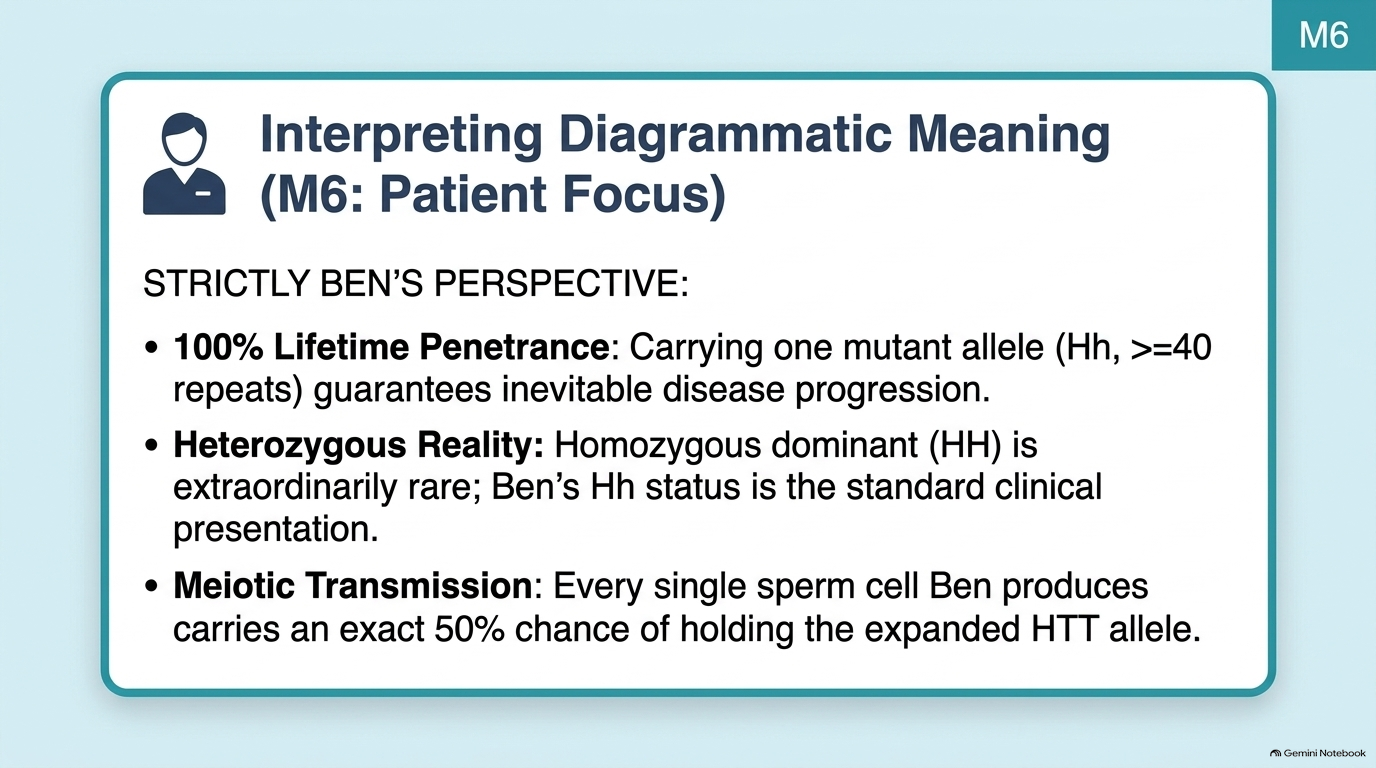 M6
Interpreting Diagrammatic Meaning
(M6: Patient Focus)
STRICTLY BEN’S PERSPECTIVE:
• 100% Lifetime Penetrance: Carrying one mutant allele (Hh, >=40
repeats) guarantees inevitable disease progression.
• Heterozygous Reality: Homozygous dominant (HH) is
extraordinarily rare; Ben’s Hh status is the standard clinical
presentation.
• Meiotic Transmission: Every single sperm cell Ben produces
carries an exact 50% chance of holding the expanded HTT allele.
Gemini Notebook